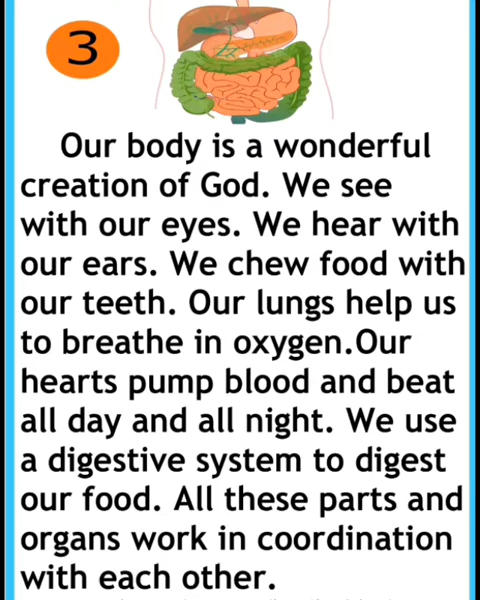 3
Our body is a wonderful
creation of God. We see
with our eyes. We hear with
our ears. We chew food with
our teeth. Our lungs help us
to breathe in oxygen.Our
hearts pump blood and beat
all day and all night. We use
a digestive system to digest
our food. All these parts and
organs work in coordination
with each other.